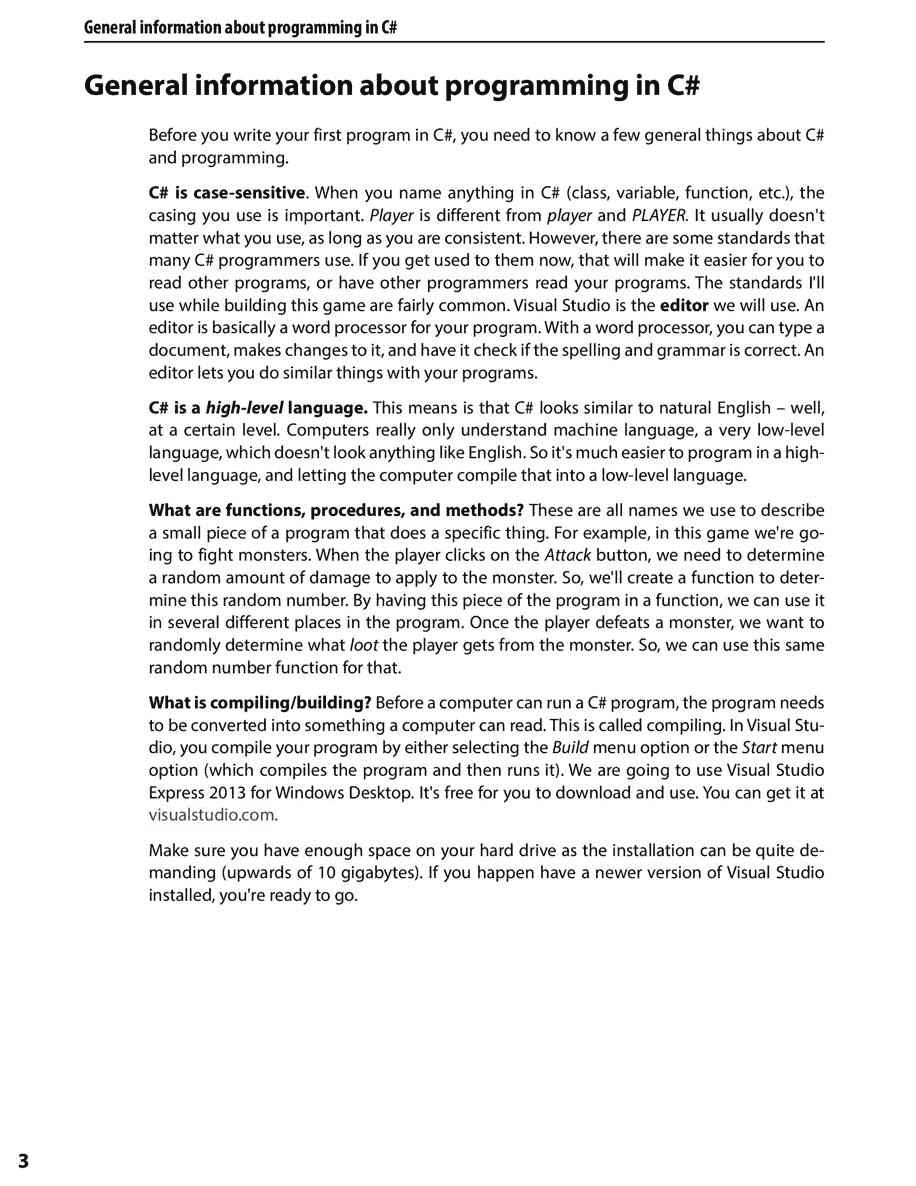 General information about programming in C#
General information about programming in C#
Before you write your first program in C#, you need to know a few general things about C#
and programming.
C# is case-sensitive. When you name anything in C# (class, variable, function, etc.), the
casing you use is important. Player is different from player and PLAYER. It usually doesn't
matter what you use, as long as you are consistent. However, there are some standards that
many C# programmers use. If you get used to them now, that will make it easier for you to
read other programs, or have other programmers read your programs. The standards I'll
use while building this game are fairly common. Visual Studio is the editor we will use. An
editor is basically a word processor for your program. With a word processor, you can type a
document, makes changes to it, and have it check if the spelling and grammar is correct. An
editor lets you do similar things with your programs.
C# is a high-level language. This means is that C# looks similar to natural English – well,
at a certain level. Computers really only understand machine language, a very low-level
language, which doesn't look anything like English. So it's much easier to program in a high-
level language, and letting the computer compile that into a low-level language.
What are functions, procedures, and methods? These are all names we use to describe
a small piece of a program that does a specific thing. For example, in this game we're go-
ing to fight monsters. When the player clicks on the Attack button, we need to determine
a random amount of damage to apply to the monster. So, we'll create a function to deter-
mine this random number. By having this piece of the program in a function, we can use it
in several different places in the program. Once the player defeats a monster, we want to
randomly determine what loot the player gets from the monster. So, we can use this same
random number function for that.
What is compiling/building? Before a computer can run a C# program, the program needs
to be converted into something a computer can read. This is called compiling. In Visual Stu-
dio, you compile your program by either selecting the Build menu option or the Start menu
option (which compiles the program and then runs it). We are going to use Visual Studio
Express 2013 for Windows Desktop. It's free for you to download and use. You can get it at
visualstudio.com.
Make sure you have enough space on your hard drive as the installation can be quite de-
manding (upwards of 10 gigabytes). If you happen have a newer version of Visual Studio
installed, you're ready to go.
3